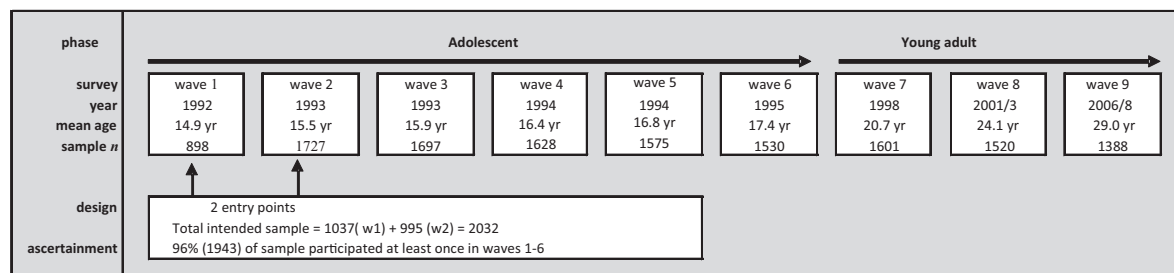 phase Adolescent Young adult
survey wave 1 wave 2 wave 3 wave 4 wave 5 wave 6 wave 7 wave 8 wave 9
year 1992 1993 1993 1994 1994 1995 1998 2001/3 2006/8
mean age 14.9 yr 15.5 yr 15.9 yr 16.4 yr 16.8 yr 17.4 yr 20.7 yr 24.1 yr 29.0 yr
sample n 898 1727 1697 1628 1575 1530 1601 1520 1388
design 2 entry points
Total intended sample = 1037( w1) + 995 (w2) = 2032
ascertainment 96% (1943) of sample participated at least once in waves 1-6